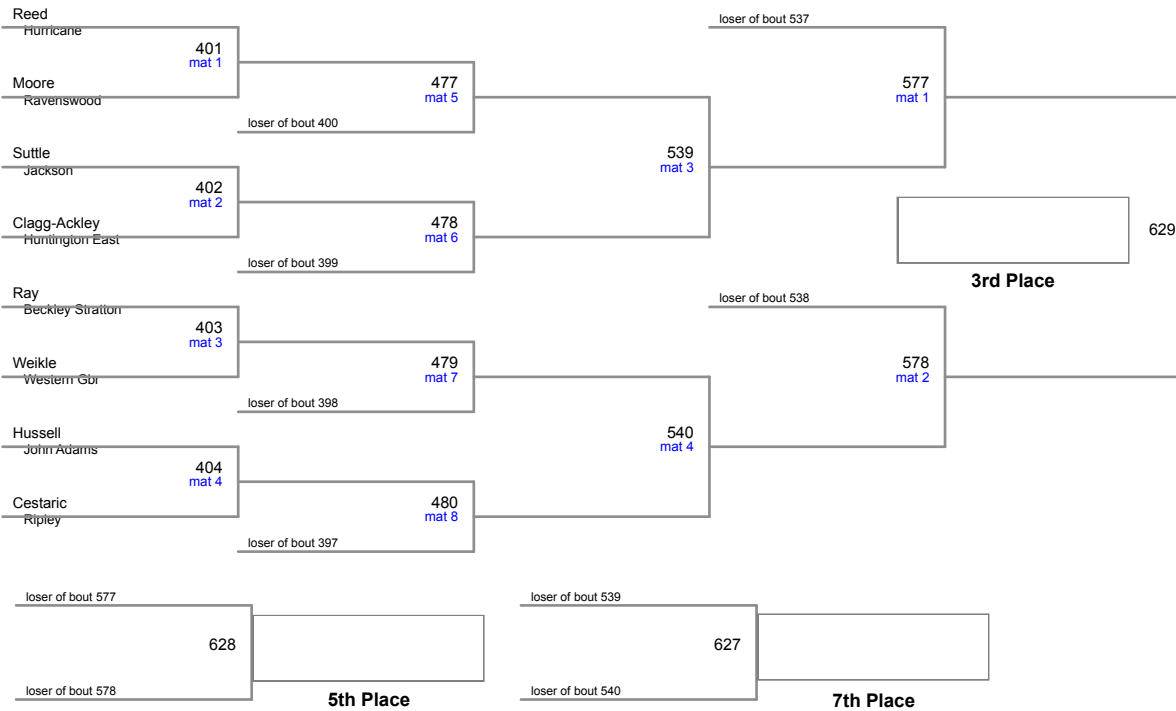 Reed
Hurricane
401
mat 1
Moore
Ravenswood
477
mat 5
loser of bout 400
Suttle
Jackson
402
mat 2
Clagg-Ackley
Huntington East
478
mat 6
loser of bout 399
539
mat 3
loser of bout 537
577
mat 1
629
3rd Place
Ray
Beckley Stratton
403
mat 3
Weikle
Western Gbr
479
mat 7
loser of bout 398
Hussell
John Adams
404
mat 4
Cestaric
Ripley
480
mat 8
loser of bout 397
540
mat 4
loser of bout 538
578
mat 2
loser of bout 577
628
loser of bout 578
5th Place
loser of bout 539
627
loser of bout 540
7th Place